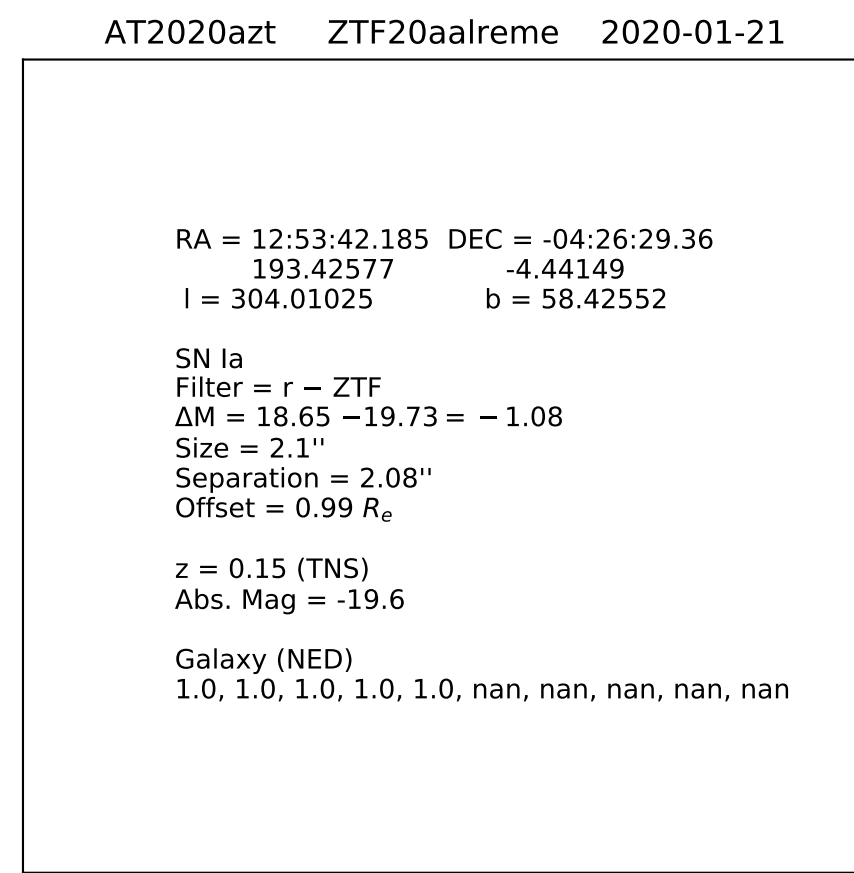 AT2020azt ZTF20aalreme 2020-01-21
RA = 12:53:42.185 DEC = -04:26:29.36
193.42577 -4.44149
l = 304.01025 b = 58.42552
SN Ia
Filter = r − ZTF
ΔM = 18.65 −19.73 = − 1.08
Size = 2.1''
Separation = 2.08''
Offset = 0.99 Rₑ
z = 0.15 (TNS)
Abs. Mag = -19.6
Galaxy (NED)
1.0, 1.0, 1.0, 1.0, 1.0, nan, nan, nan, nan, nan